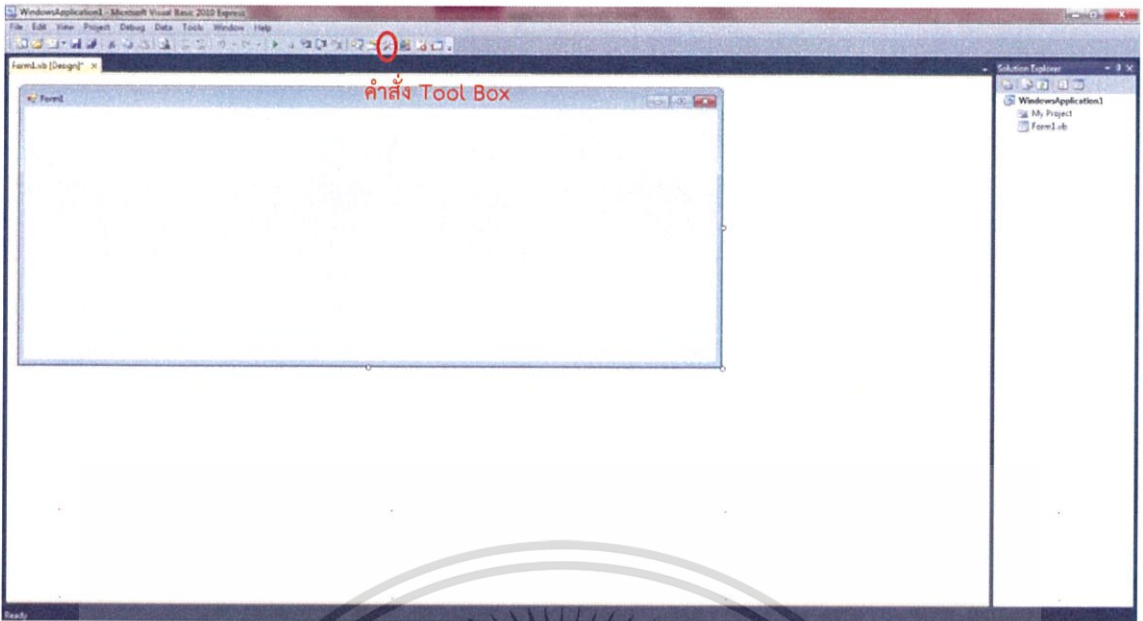 WindowsApplication1 - Microsoft Visual Basic 2010 Express
File Edit View Project Debug Data Tools Window Help
Form1.vb [Design]* ×
Solution Explorer
คำสั่ง Tool Box
Form1
WindowsApplication1
My Project
Form1.vb
Ready